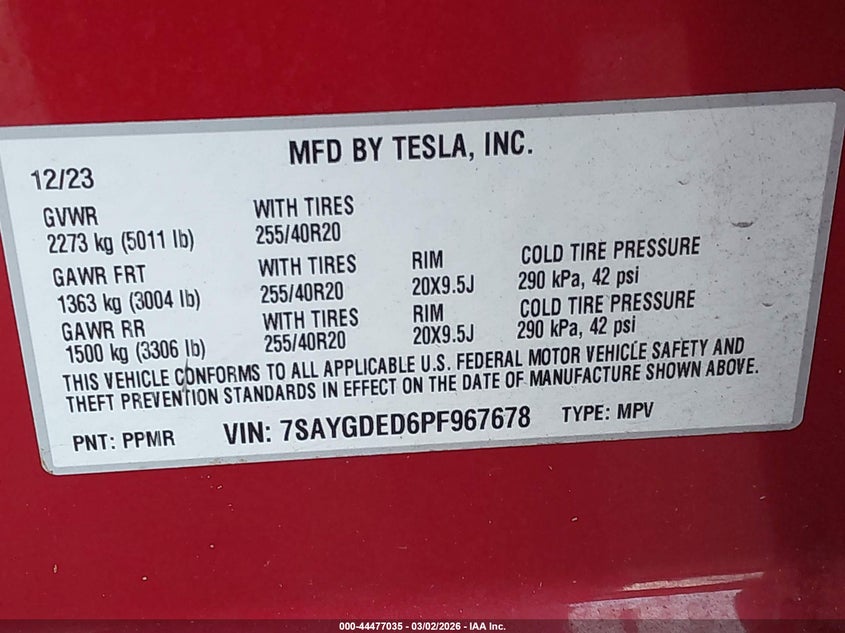 MFD BY TESLA, INC.
12/23
GVWR WITH TIRES
2273 kg (5011 lb) 255/40R20
GAWR FRT WITH TIRES RIM COLD TIRE PRESSURE
1363 kg (3004 lb) 255/40R20 20X9.5J 290 kPa, 42 psi
GAWR RR WITH TIRES RIM COLD TIRE PRESSURE
1500 kg (3306 lb) 255/40R20 20X9.5J 290 kPa, 42 psi
THIS VEHICLE CONFORMS TO ALL APPLICABLE U.S. FEDERAL MOTOR VEHICLE SAFETY AND
THEFT PREVENTION STANDARDS IN EFFECT ON THE DATE OF MANUFACTURE SHOWN ABOVE.
PNT: PPMR VIN: 7SAYGDED6PF967678 TYPE: MPV
000-44477035 - 03/02/2026 - IAA Inc.